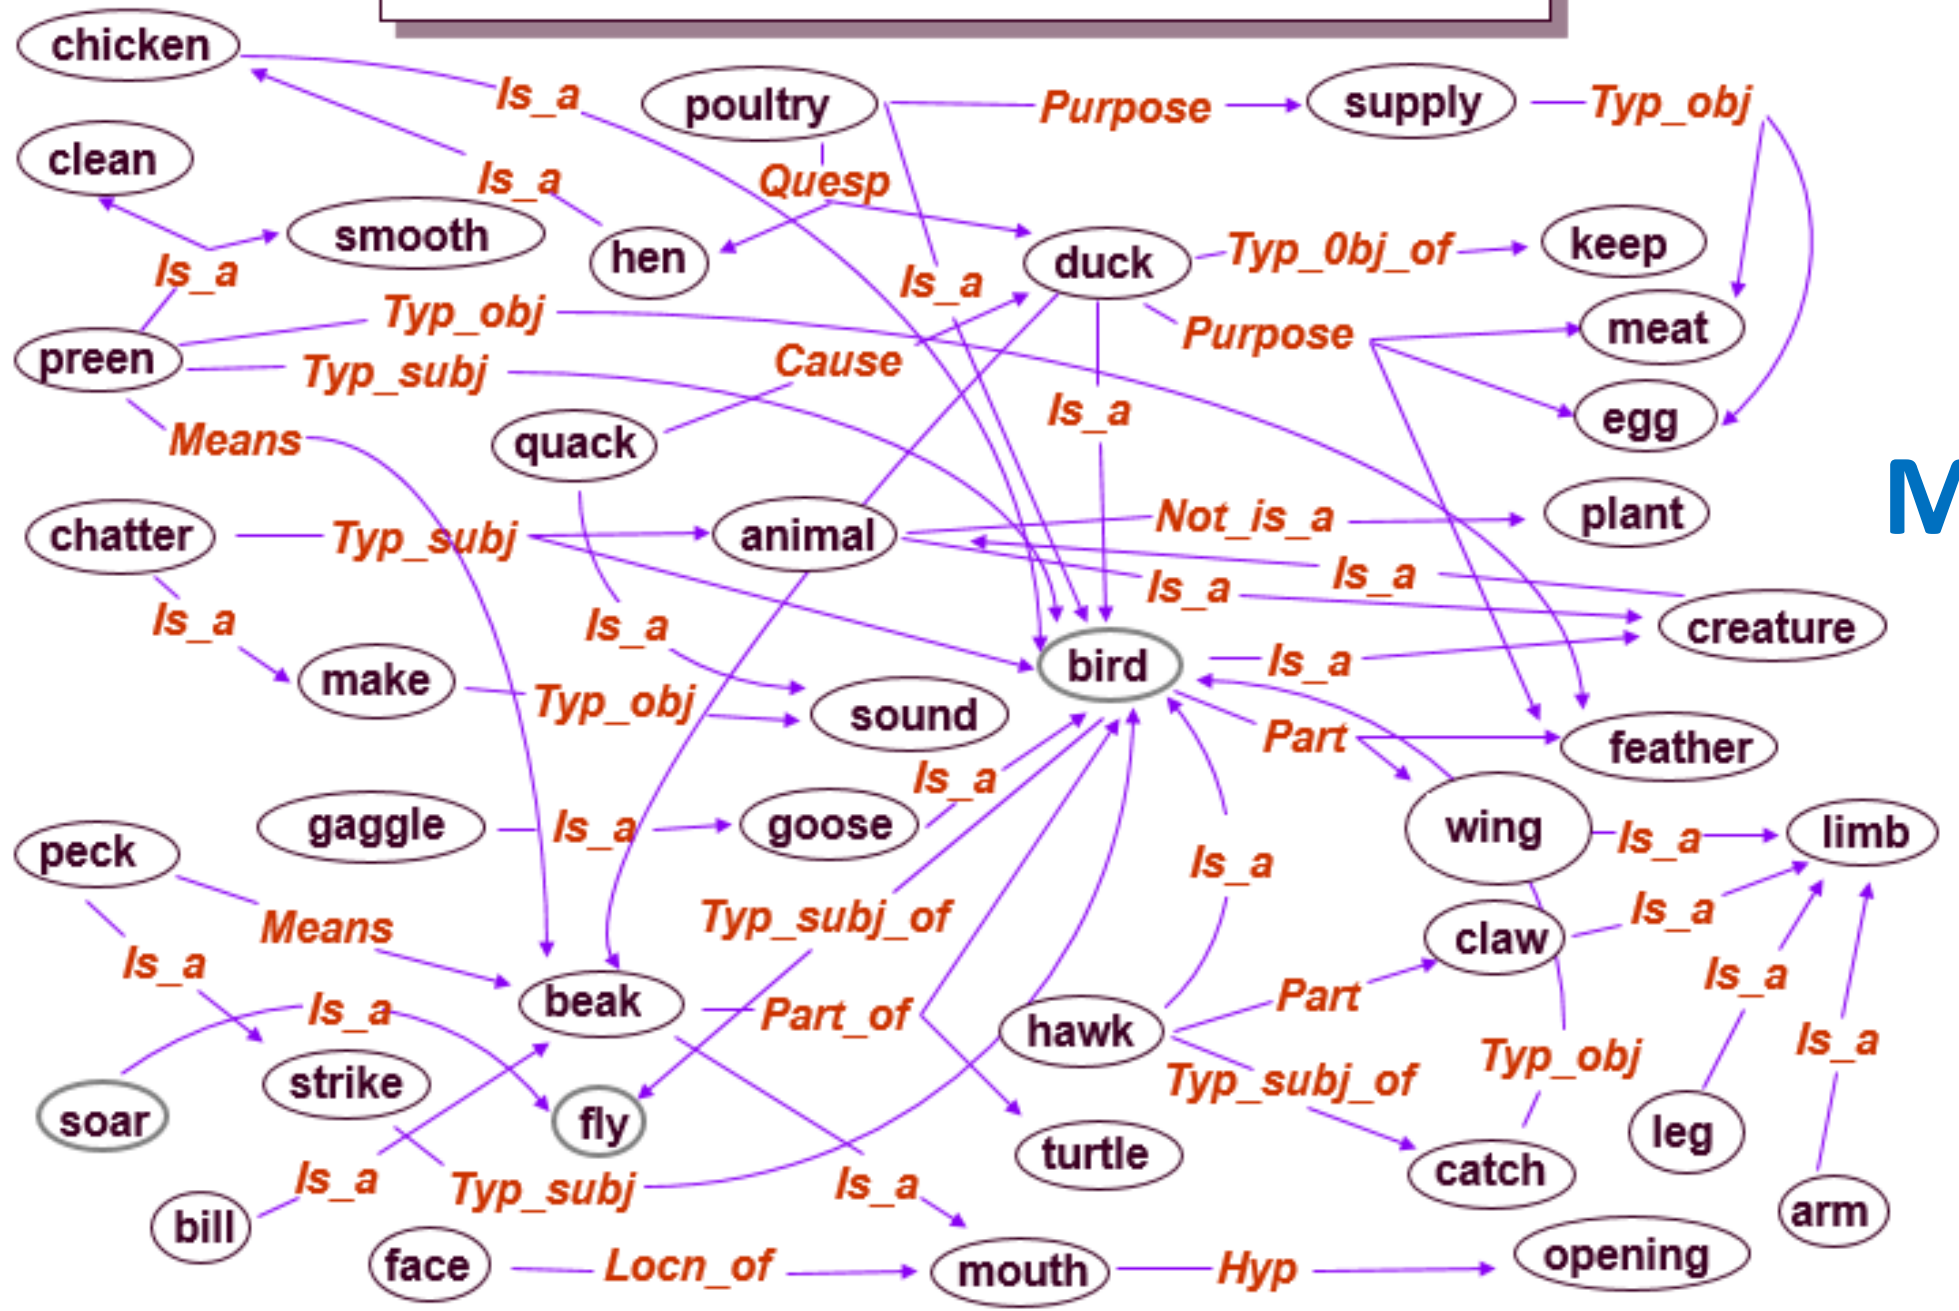 chicken
Is_a
poultry
Purpose
supply
Typ_obj
clean
Is_a
Quesp
smooth
hen
duck
Typ_0bj_of
keep
Is_a
Is_a
preen
Typ_obj
Cause
Purpose
meat
Typ_subj
Is_a
egg
Means
quack
M
chatter
Typ_subj
animal
Not_is_a
plant
Is_a
Is_a
Is_a
Is_a
creature
make
Typ_obj
sound
bird
Is_a
Part
feather
gaggle
Is_a
goose
Is_a
wing
Is_a
limb
peck
Means
Typ_subj_of
Is_a
claw
Is_a
Is_a
Is_a
beak
Part_of
hawk
Part
Is_a
Is_a
soar
strike
fly
Typ_subj_of
Typ_obj
leg
turtle
catch
bill
Is_a
Typ_subj
Is_a
arm
face
Locn_of
mouth
Hyp
opening